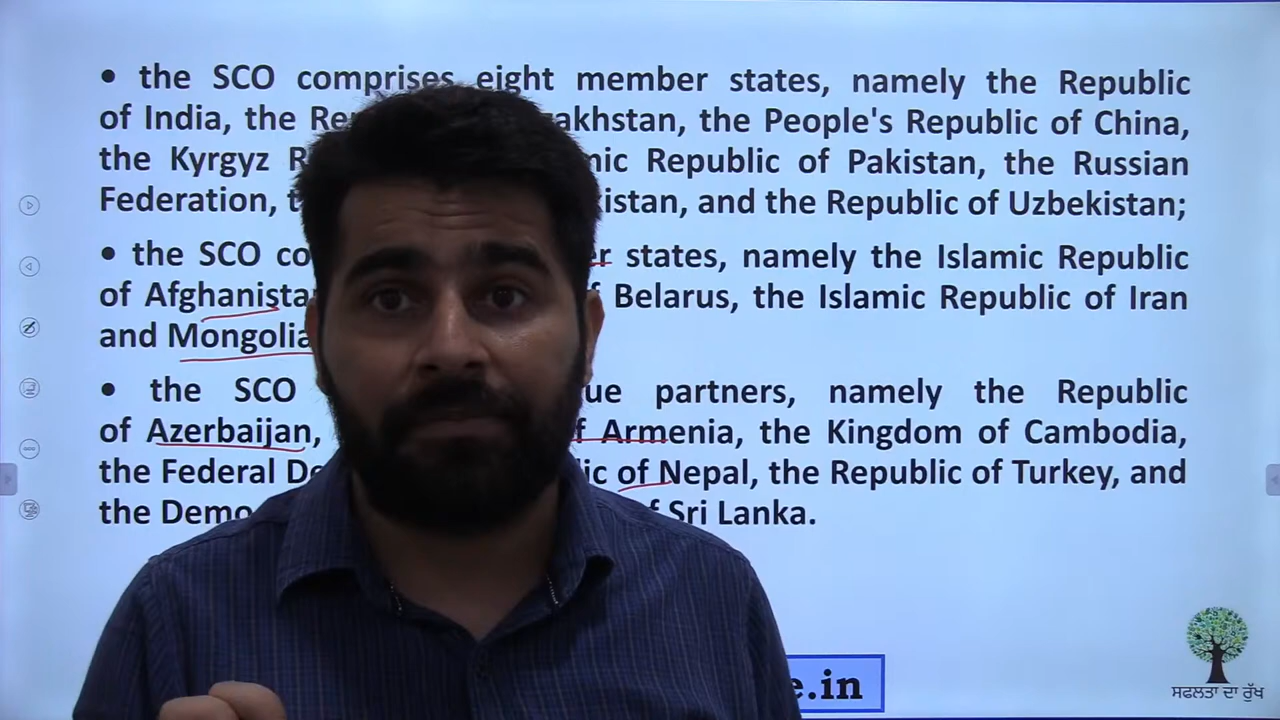 • the SCO comprises eight member states, namely the Republic
of India, the akhstan, the People's Republic of China,
the Kyrgyz mic Republic of Pakistan, the Russian
Federation, kistan, and the Republic of Uzbekistan;
• the SCO states, namely the Islamic Republic
of Afghanista Belarus, the Islamic Republic of Iran
and Mongolia
• the SCO ue partners, namely the Republic
of Azerbaijan, f Armenia, the Kingdom of Cambodia,
the Federal ic of Nepal, the Republic of Turkey, and
the Demo f Sri Lanka.
e.in
ਸਫਲਤਾ ਦਾ ਰੁੱਖ